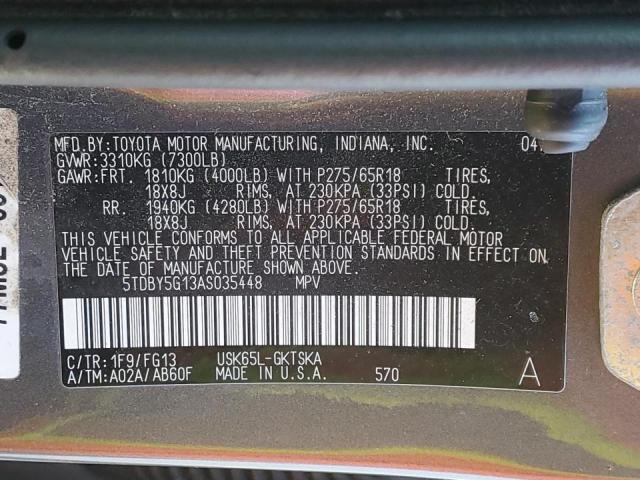 MFD.BY:TOYOTA MOTOR MANUFACTURING, INDIANA, INC. 04
GVWR:3310KG (7300LB)
GAWR:FRT. 1810KG (4000LB) WITH P275/65R18 TIRES,
18X8J RIMS, AT 230KPA (33PSI) COLD.
RR. 1940KG (4280LB) WITH P275/65R18 TIRES,
18X8J RIMS, AT 230KPA (33PSI) COLD.
THIS VEHICLE CONFORMS TO ALL APPLICABLE FEDERAL MOTOR
VEHICLE SAFETY AND THEFT PREVENTION STANDARDS IN EFFECT ON
THE DATE OF MANUFACTURE SHOWN ABOVE.
5TDBY5G13AS035448 MPV
C/TR:1F9/FG13 USK65L-GKTSKA
A/TM:A02A/AB60F MADE IN U.S.A. 570 A